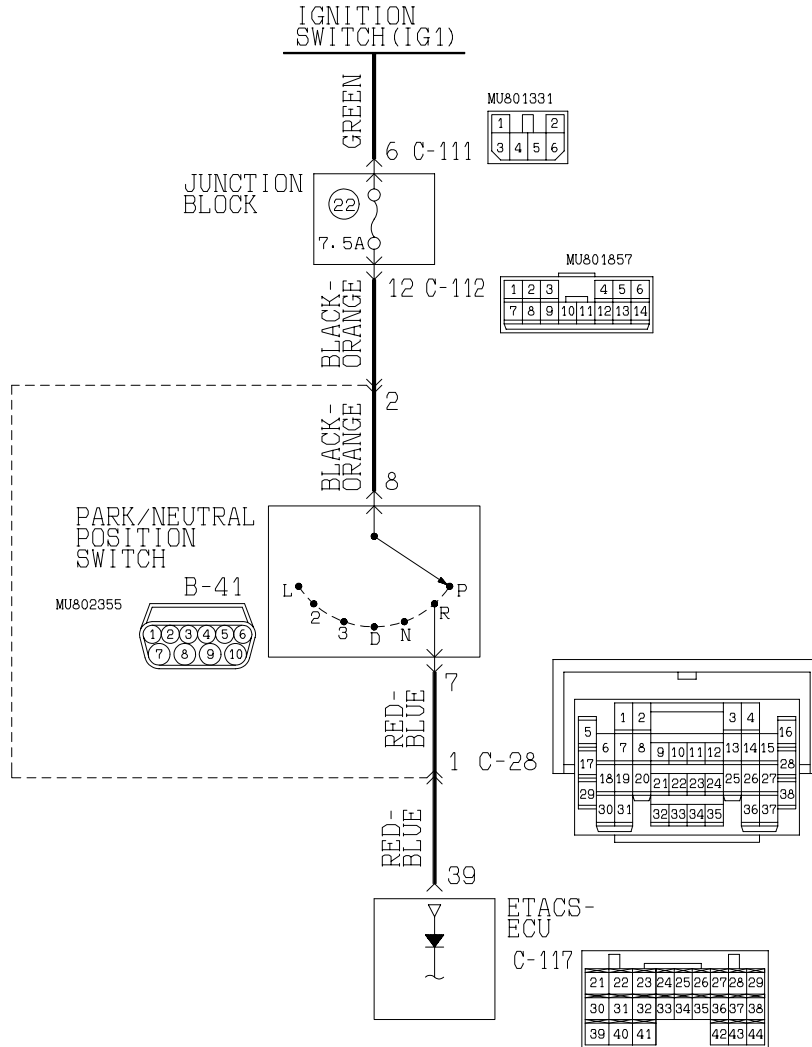 IGNITION
SWITCH(IG1)
GREEN
MU801331
1 2
3 4 5 6
6 C-111
JUNCTION
BLOCK
22
7.5A
MU801857
12 C-112
1 2 3 4 5 6
7 8 9 10 11 12 13 14
BLACK-
ORANGE
2
BLACK-
ORANGE
8
PARK/NEUTRAL
POSITION
SWITCH
B-41
MU802355
1 2 3 4 5 6
7 8 9 10
L 2 3 D N R P
7
RED-
BLUE
1 C-28
1 2 3 4
5 16
6 7 8 9 10 11 12 13 14 15
17 28
18 19 20 21 22 23 24 25 26 27
29 38
30 31 32 33 34 35 36 37
RED-
BLUE
39
ETACS-
ECU
C-117
21 22 23 24 25 26 27 28 29
30 31 32 33 34 35 36 37 38
39 40 41 42 43 44